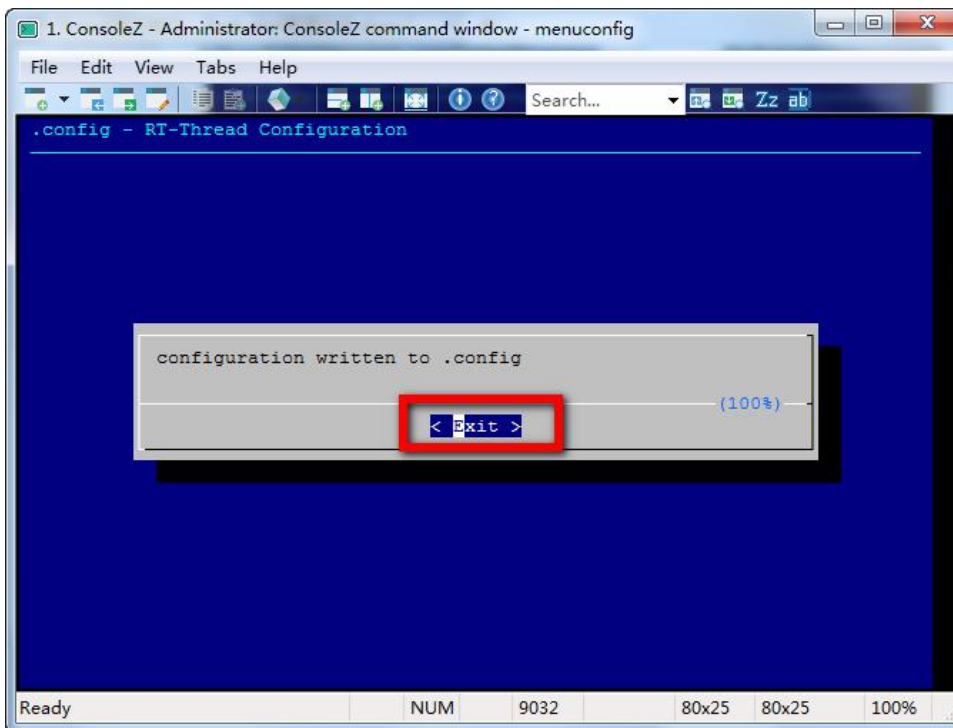 1. ConsoleZ - Administrator: ConsoleZ command window - menuconfig
File Edit View Tabs Help
Search... Zz ab
.config - RT-Thread Configuration
configuration written to .config
(100%)
< Exit >
Ready NUM 9032 80x25 80x25 100%